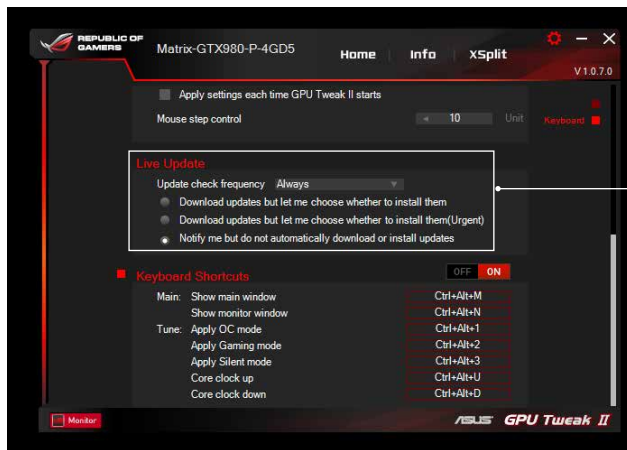 REPUBLIC OF
GAMERS
Matrix-GTX980-P-4GD5
Home Info XSplit
V 1.0.7.0
Apply settings each time GPU Tweak II starts
Mouse step control 10 Unit
Keyboard
Live Update
Update check frequency Always
Download updates but let me choose whether to install them
Download updates but let me choose whether to install them(Urgent)
Notify me but do not automatically download or install updates
Keyboard Shortcuts OFF ON
Main: Show main window Ctrl+Alt+M
Show monitor window Ctrl+Alt+N
Tune: Apply OC mode Ctrl+Alt+1
Apply Gaming mode Ctrl+Alt+2
Apply Silent mode Ctrl+Alt+3
Core clock up Ctrl+Alt+U
Core clock down Ctrl+Alt+D
Monitor ASUS GPU Tweak II